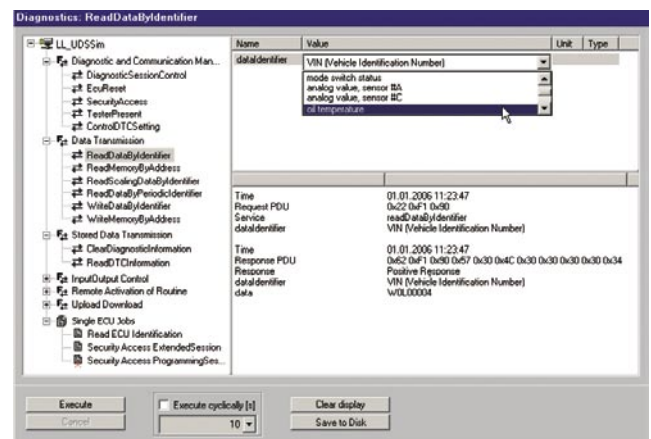 Diagnostics: ReadDataByIdentifier
LL_UDSSim
Diagnostic and Communication Man...
DiagnosticSessionControl
EcuReset
SecurityAccess
TesterPresent
ControlDTCSetting
Data Transmission
ReadDataByIdentifier
ReadMemoryByAddress
ReadScalingDataByIdentifier
ReadDataByPeriodicIdentifier
WriteDataByIdentifier
WriteMemoryByAddress
Stored Data Transmission
ClearDiagnosticInformation
ReadDTCInformation
InputOutput Control
Remote Activation of Routine
Upload Download
Single ECU Jobs
Read ECU Identification
Security Access ExtendedSession
Security Access ProgrammingSes...
Name Value Unit Type
dataIdentifier VIN (Vehicle Identification Number)
mode switch status
analog value, sensor #A
analog value, sensor #C
oil temperature
Time 01.01.2006 11:23:47
Request PDU 0x22 0xF1 0x90
Service readDataByIdentifier
dataIdentifier VIN (Vehicle Identification Number)
Time 01.01.2006 11:23:47
Response PDU 0x62 0xF1 0x90 0x57 0x30 0x4C 0x30 0x30 0x30 0x30 0x34
Response Positive Response
dataIdentifier VIN (Vehicle Identification Number)
data W0L00004
Execute
Cancel
Execute cyclically [s]
10
Clear display
Save to Disk